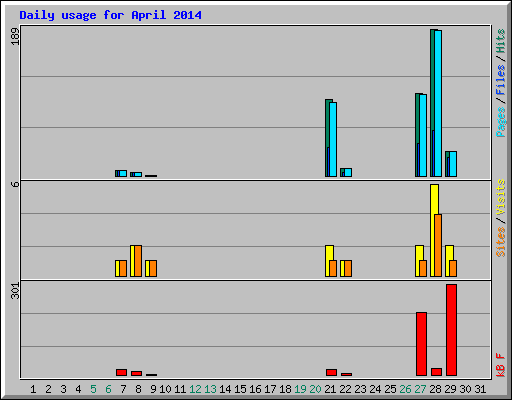 Daily usage for April 2014
189
Pages / Files / Hits
6
Sites / Visits
301
kB F
1 2 3 4 5 6 7 8 9 10 11 12 13 14 15 16 17 18 19 20 21 22 23 24 25 26 27 28 29 30 31